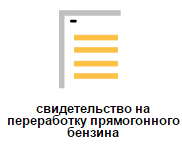 свидетельство на
переработку прямогонного
бензина